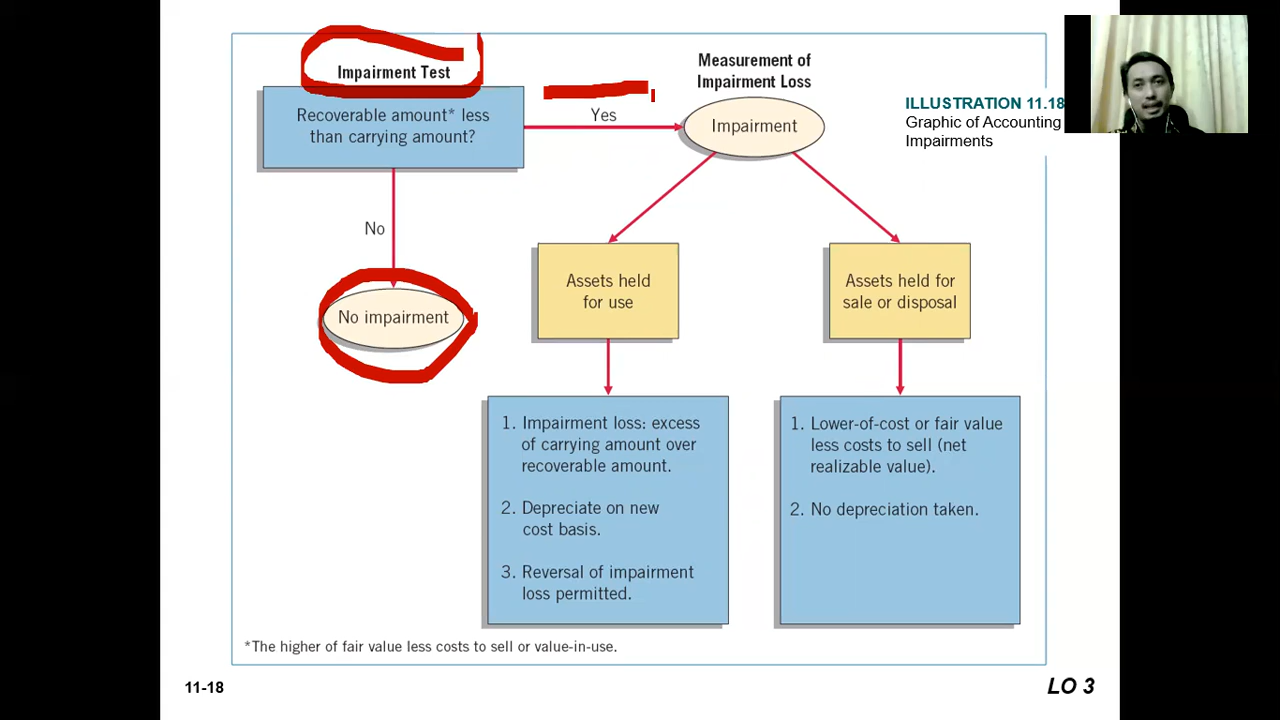 Impairment Test
Recoverable amount* less
than carrying amount?
Yes
Measurement of
Impairment Loss
Impairment
ILLUSTRATION 11.18
Graphic of Accounting
Impairments
No
No impairment
Assets held
for use
Assets held for
sale or disposal
1. Impairment loss: excess
of carrying amount over
recoverable amount.
2. Depreciate on new
cost basis.
3. Reversal of impairment
loss permitted.
1. Lower-of-cost or fair value
less costs to sell (net
realizable value).
2. No depreciation taken.
*The higher of fair value less costs to sell or value-in-use.
11-18
LO 3